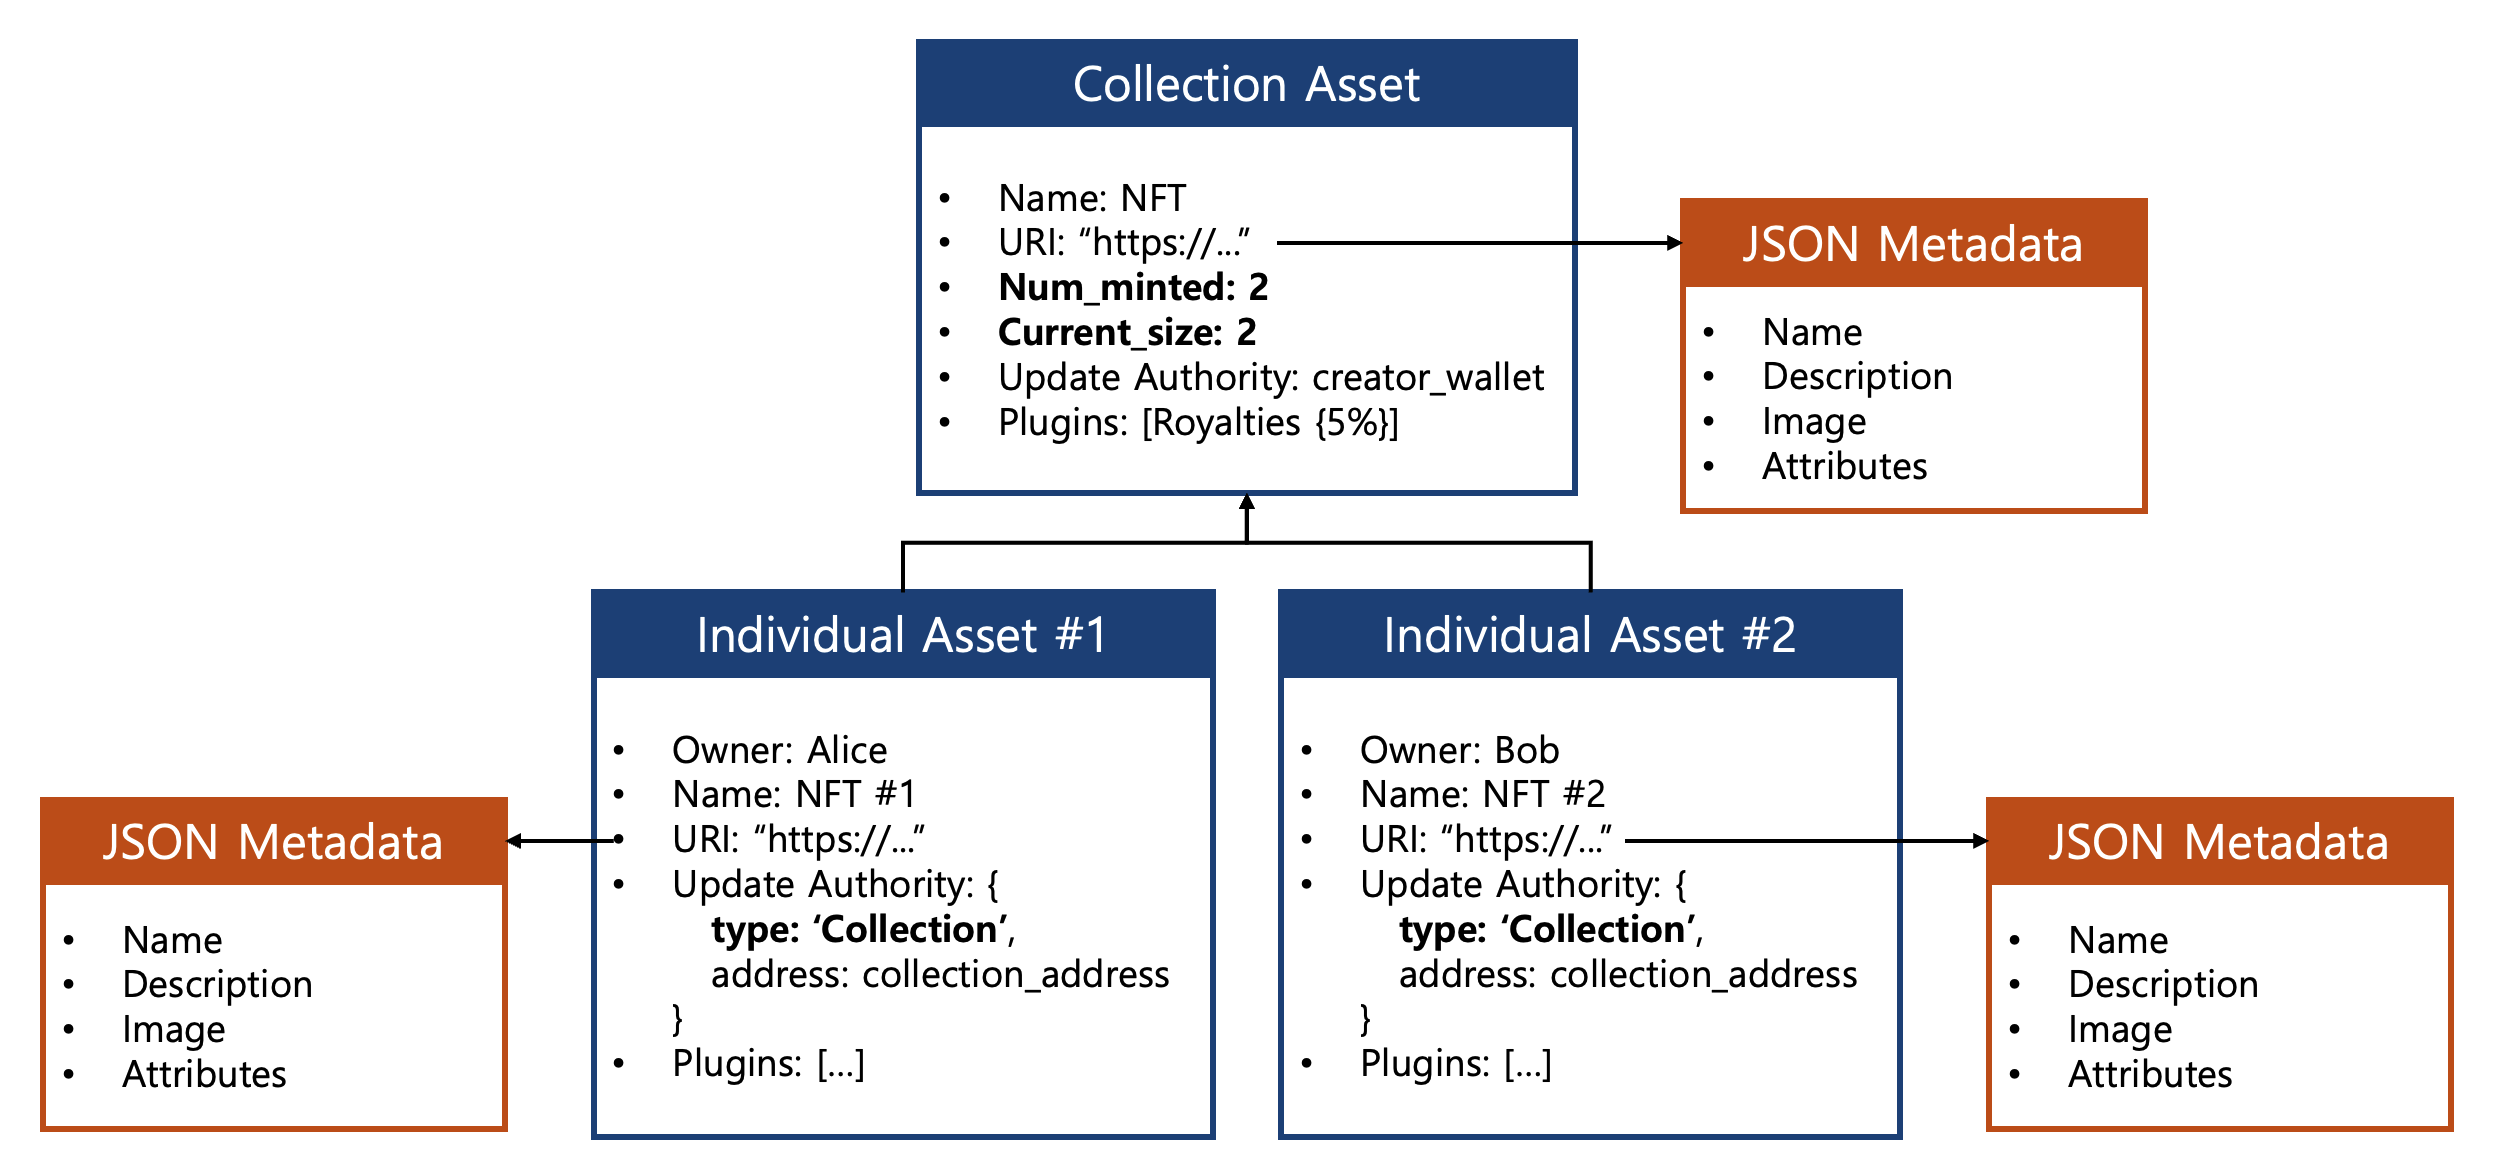 Collection Asset
• Name: NFT
• URI: “https://...”
• Num_minted: 2
• Current_size: 2
• Update Authority: creator_wallet
• Plugins: [Royalties {5%}]
JSON Metadata
• Name
• Description
• Image
• Attributes
Individual Asset #1
• Owner: Alice
• Name: NFT #1
• URI: “https://...”
• Update Authority: {
type: ‘Collection’,
address: collection_address
}
• Plugins: [...]
Individual Asset #2
• Owner: Bob
• Name: NFT #2
• URI: “https://...”
• Update Authority: {
type: ‘Collection’,
address: collection_address
}
• Plugins: [...]
JSON Metadata
• Name
• Description
• Image
• Attributes
JSON Metadata
• Name
• Description
• Image
• Attributes